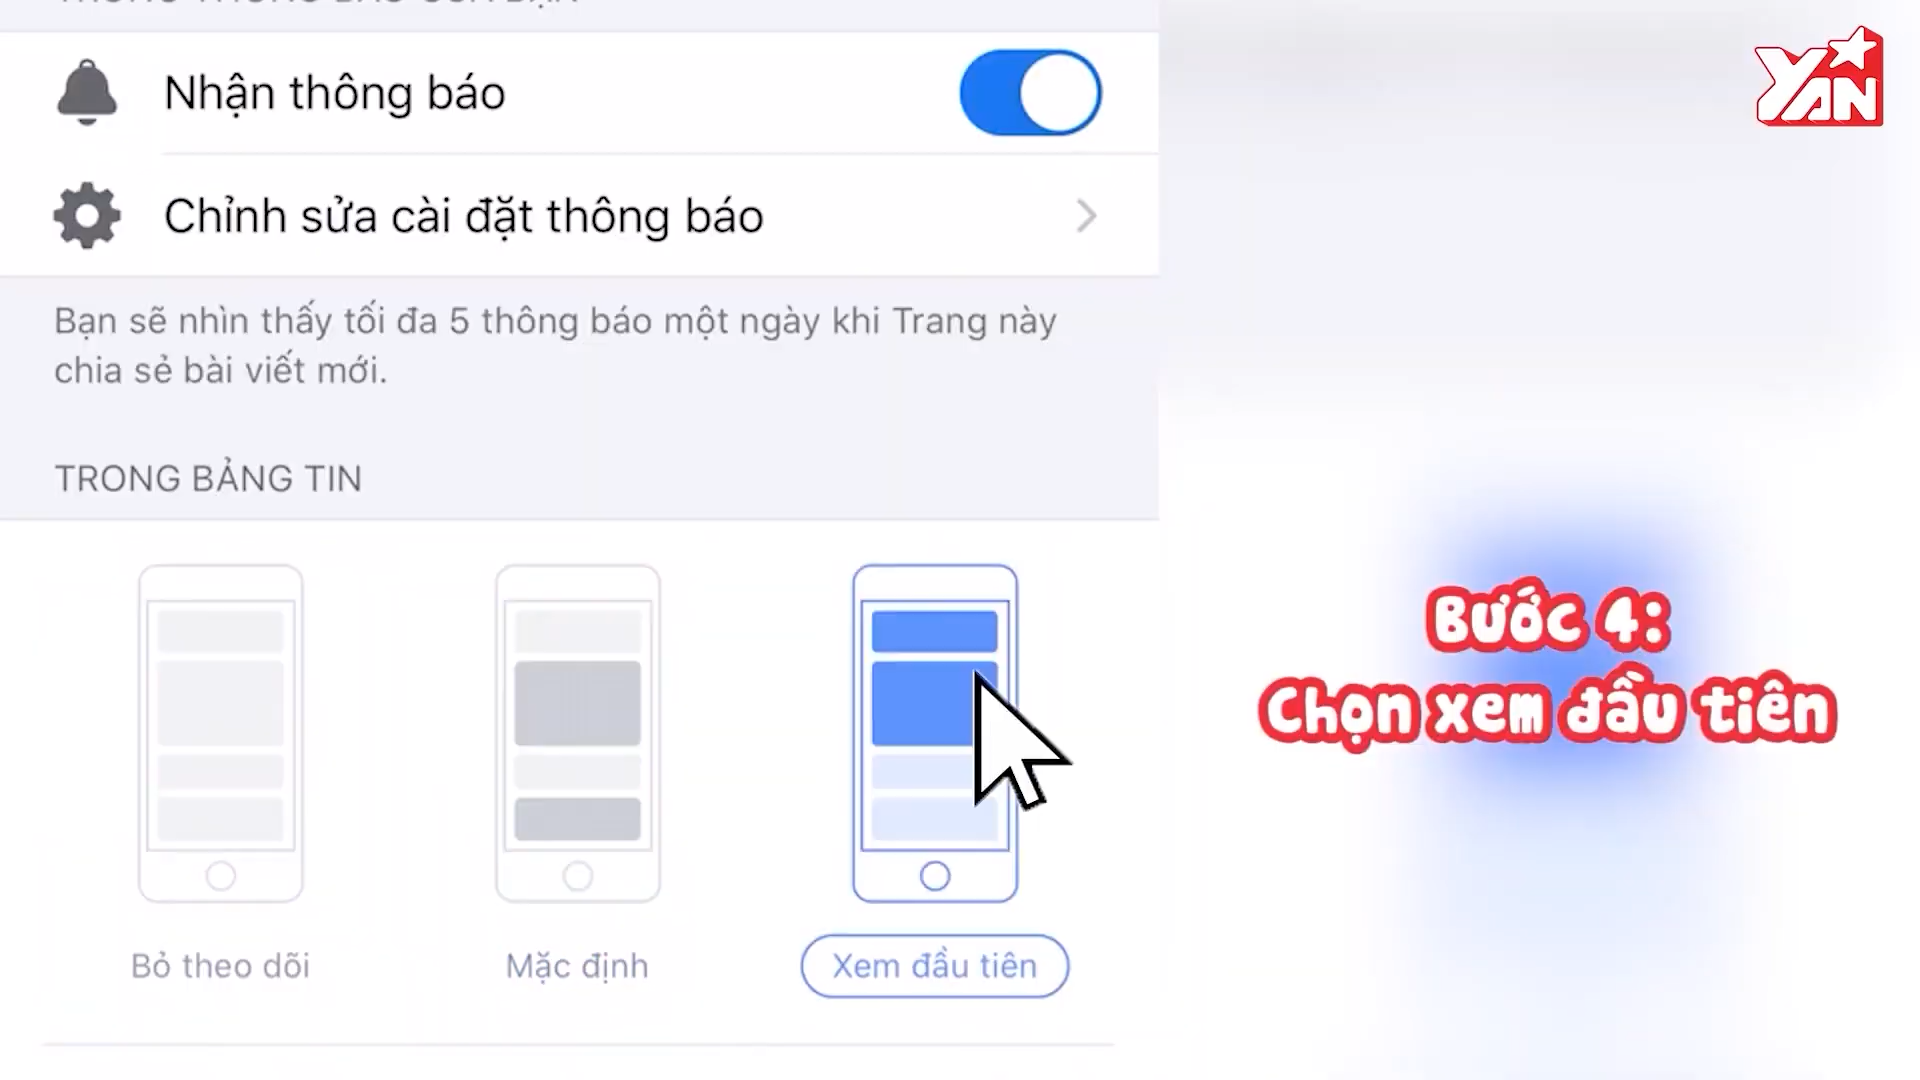 Nhận thông báo
Chỉnh sửa cài đặt thông báo
Bạn sẽ nhìn thấy tối đa 5 thông báo một ngày khi Trang này
chia sẻ bài viết mới.
TRONG BẢNG TIN
Bỏ theo dõi
Mặc định
Xem đầu tiên
YAN
Bước 4:
Chọn xem đầu tiên